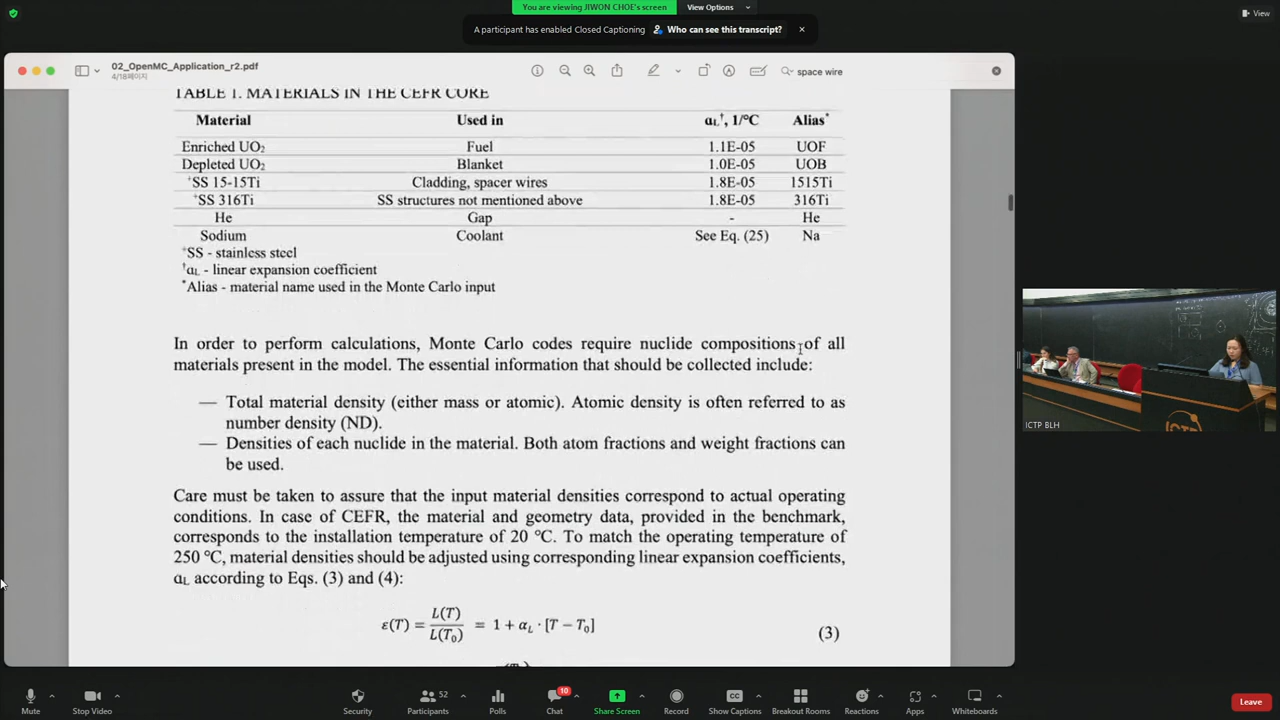 You are viewing JIWON CHOE's screen
View Options
View
A participant has enabled Closed Captioning
Who can see this transcript?
02_OpenMC_Application_r2.pdf
4/18페이지
space wire
TABLE 1. MATERIALS IN THE CEFR CORE
Material Used in αL†, 1/°C Alias*
Enriched UO2 Fuel 1.1E-05 UOF
Depleted UO2 Blanket 1.0E-05 UOB
+SS 15-15Ti Cladding, spacer wires 1.8E-05 1515Ti
+SS 316Ti SS structures not mentioned above 1.8E-05 316Ti
He Gap - He
Sodium Coolant See Eq. (25) Na
+SS - stainless steel
†αL - linear expansion coefficient
*Alias - material name used in the Monte Carlo input
In order to perform calculations, Monte Carlo codes require nuclide compositions of all
materials present in the model. The essential information that should be collected include:
— Total material density (either mass or atomic). Atomic density is often referred to as
number density (ND).
— Densities of each nuclide in the material. Both atom fractions and weight fractions can
be used.
Care must be taken to assure that the input material densities correspond to actual operating
conditions. In case of CEFR, the material and geometry data, provided in the benchmark,
corresponds to the installation temperature of 20 °C. To match the operating temperature of
250 °C, material densities should be adjusted using corresponding linear expansion coefficients,
αL according to Eqs. (3) and (4):
ε(T) = L(T) / L(T0) = 1 + αL · [T − T0] (3)
ICTP BLH
Mute
Stop Video
Security
Participants 52
Polls
Chat 10
Share Screen
Record
Show Captions
Breakout Rooms
Reactions
Apps
Whiteboards
Leave